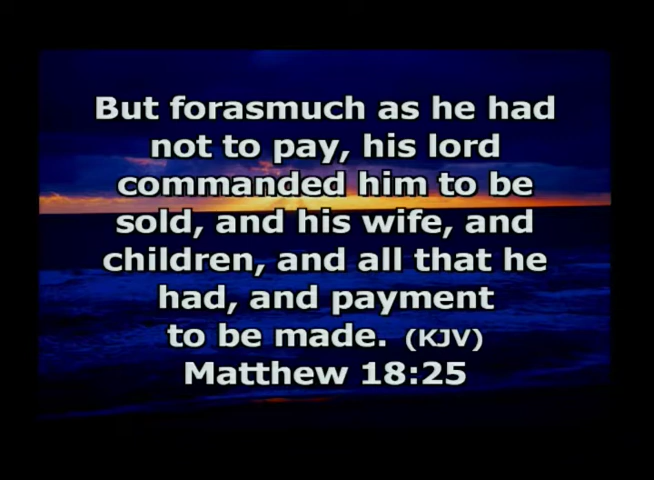 But forasmuch as he had
not to pay, his lord
commanded him to be
sold, and his wife, and
children, and all that he
had, and payment
to be made. (KJV)
Matthew 18:25